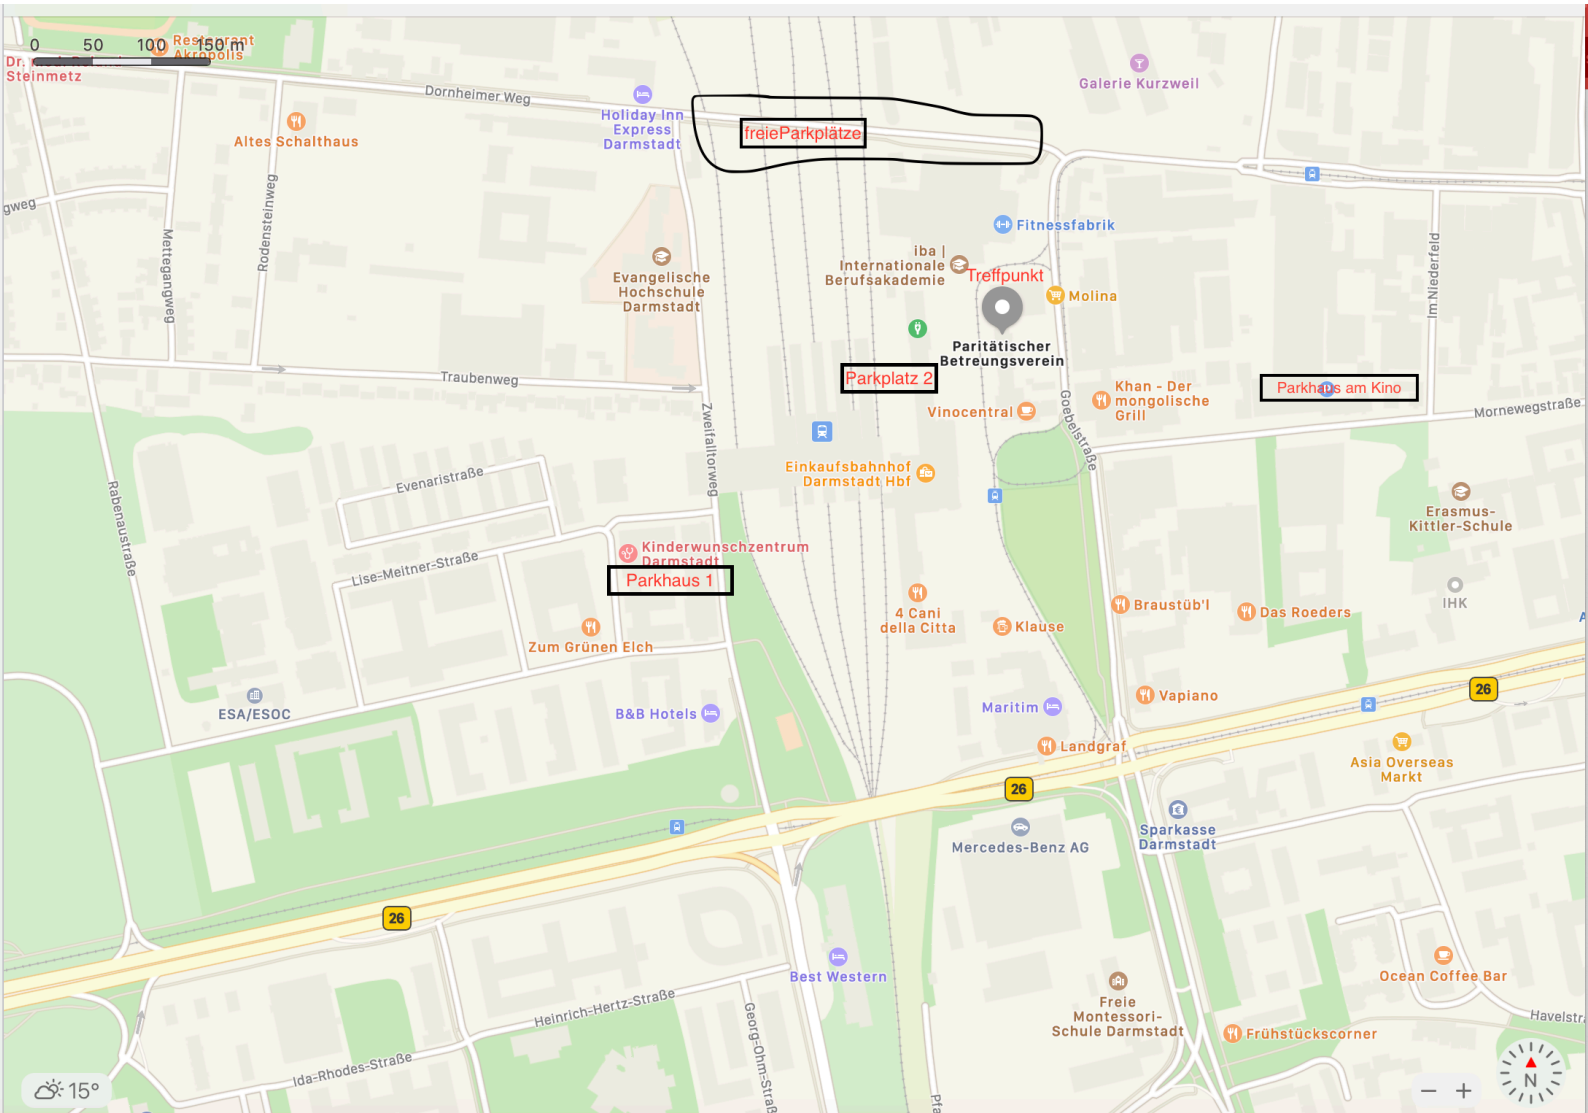 0 50 100 150 m
Restaurant
Akropolis
Dr. med.
Steinmetz
Dornheimer Weg
Altes Schalthaus
Holiday Inn
Express
Darmstadt
freieParkplätze
Galerie Kurzweil
gweg
Mettegangweg
Rodensteinweg
Evangelische
Hochschule
Darmstadt
Fitnessfabrik
iba |
Internationale
Berufsakademie
Treffpunkt
Molina
Im Niederfeld
Paritätischer
Betreungsverein
Parkplatz 2
Traubenweg
Zweifalltorweg
Vinocentral
Goebelstraße
Khan - Der
mongolische
Grill
Parkhaus am Kino
Mornewegstraße
Einkaufsbahnhof
Darmstadt Hbf
Evenaristraße
Rabenaustraße
Lise-Meitner-Straße
Kinderwunschzentrum
Darmstadt
Parkhaus 1
Erasmus-
Kittler-Schule
IHK
4 Cani
della Citta
Klause
Braustüb'l
Das Roeders
A
Zum Grünen Elch
ESA/ESOC
B&B Hotels
Maritim
Vapiano
26
Landgraf
Asia Overseas
Markt
26
Mercedes-Benz AG
Sparkasse
Darmstadt
26
Best Western
Ocean Coffee Bar
Freie
Montessori-
Schule Darmstadt
Frühstückscorner
Havelstr
Heinrich-Hertz-Straße
Georg-Ohm-Straß
Ida-Rhodes-Straße
Pfa
15°
− +
N